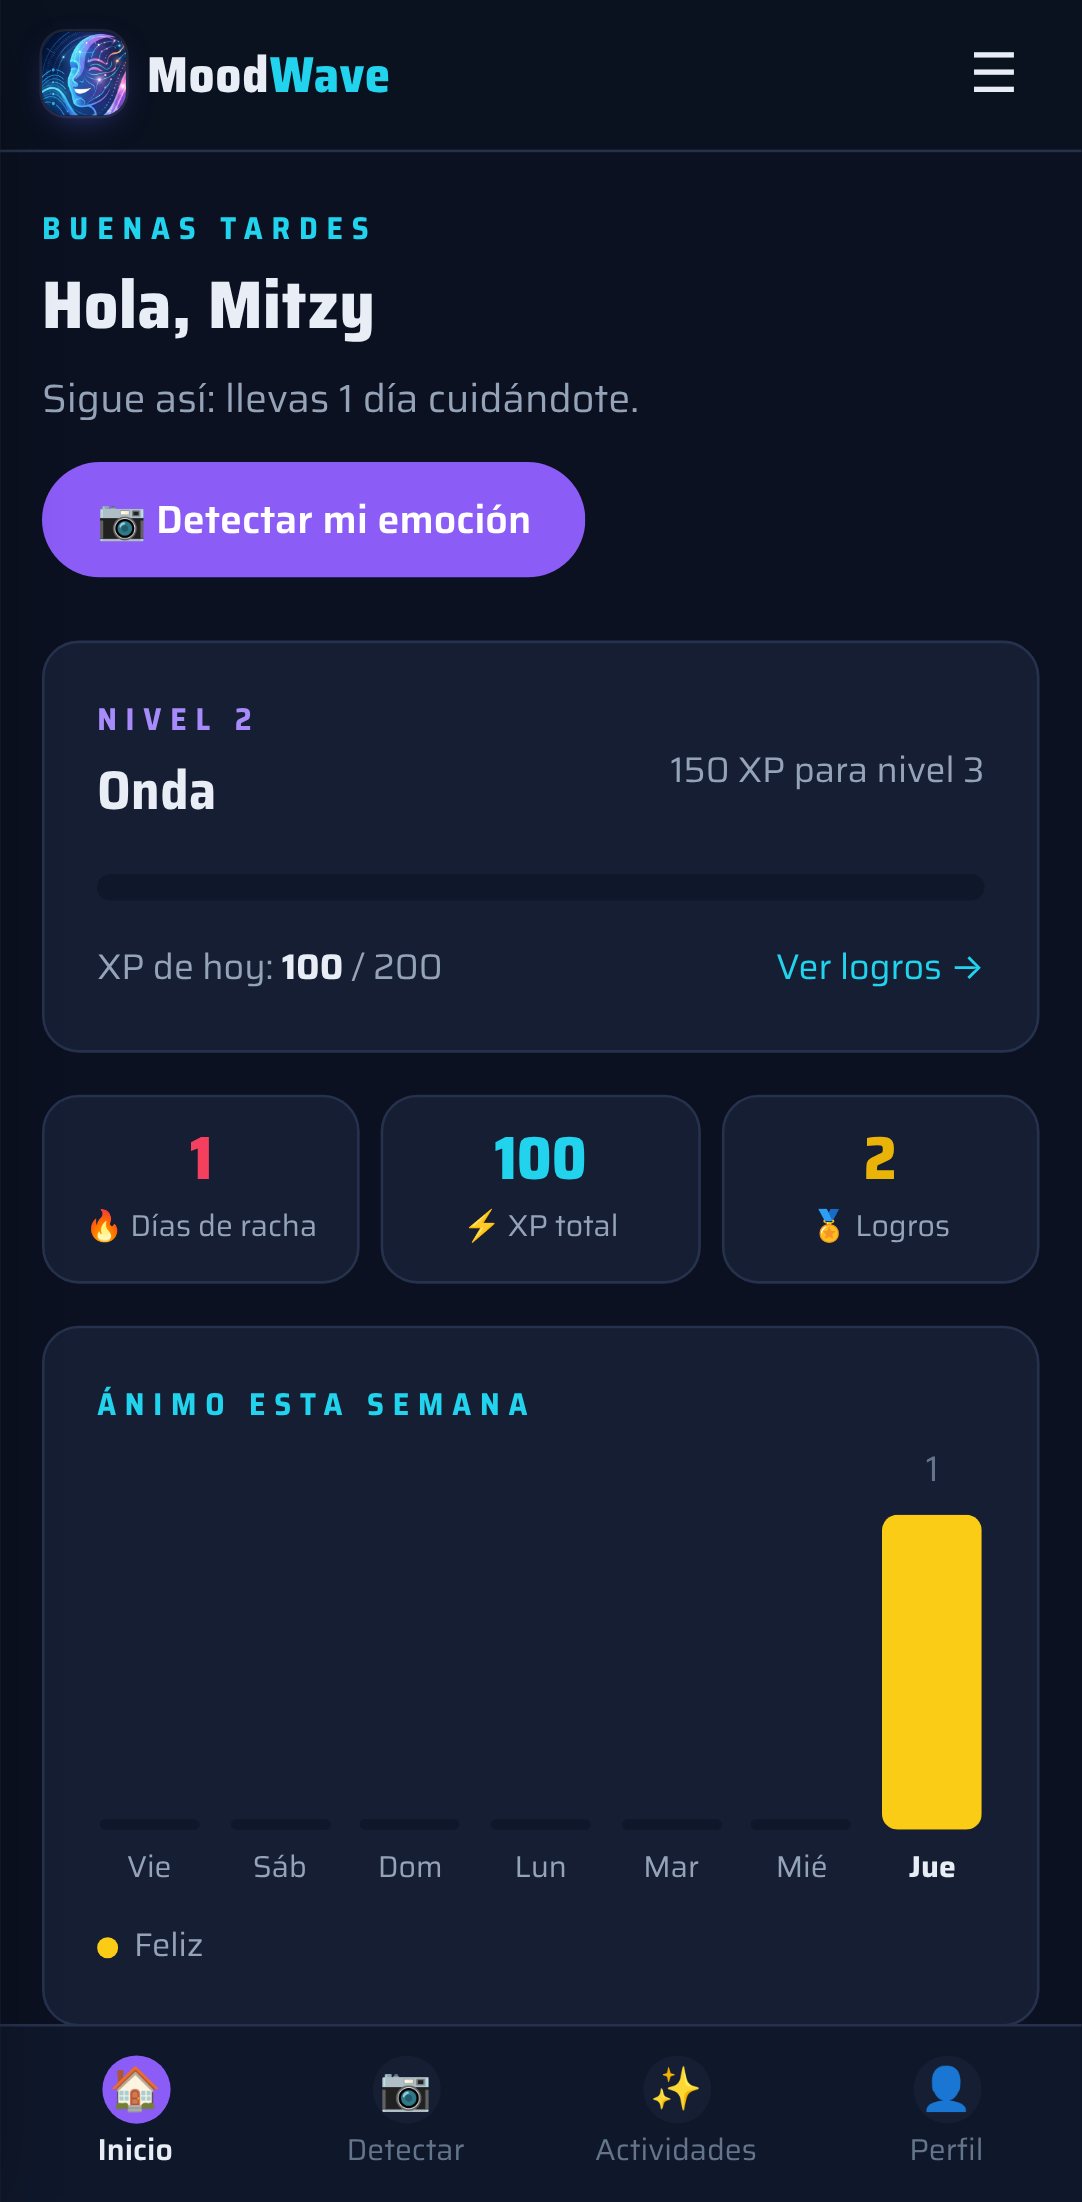 MoodWave
BUENAS TARDES
Hola, Mitzy
Sigue así: llevas 1 día cuidándote.
Detectar mi emoción
NIVEL 2
Onda
150 XP para nivel 3
XP de hoy: 100 / 200
Ver logros →
1
Días de racha
100
XP total
2
Logros
ÁNIMO ESTA SEMANA
1
Vie Sáb Dom Lun Mar Mié Jue
Feliz
Inicio Detectar Actividades Perfil